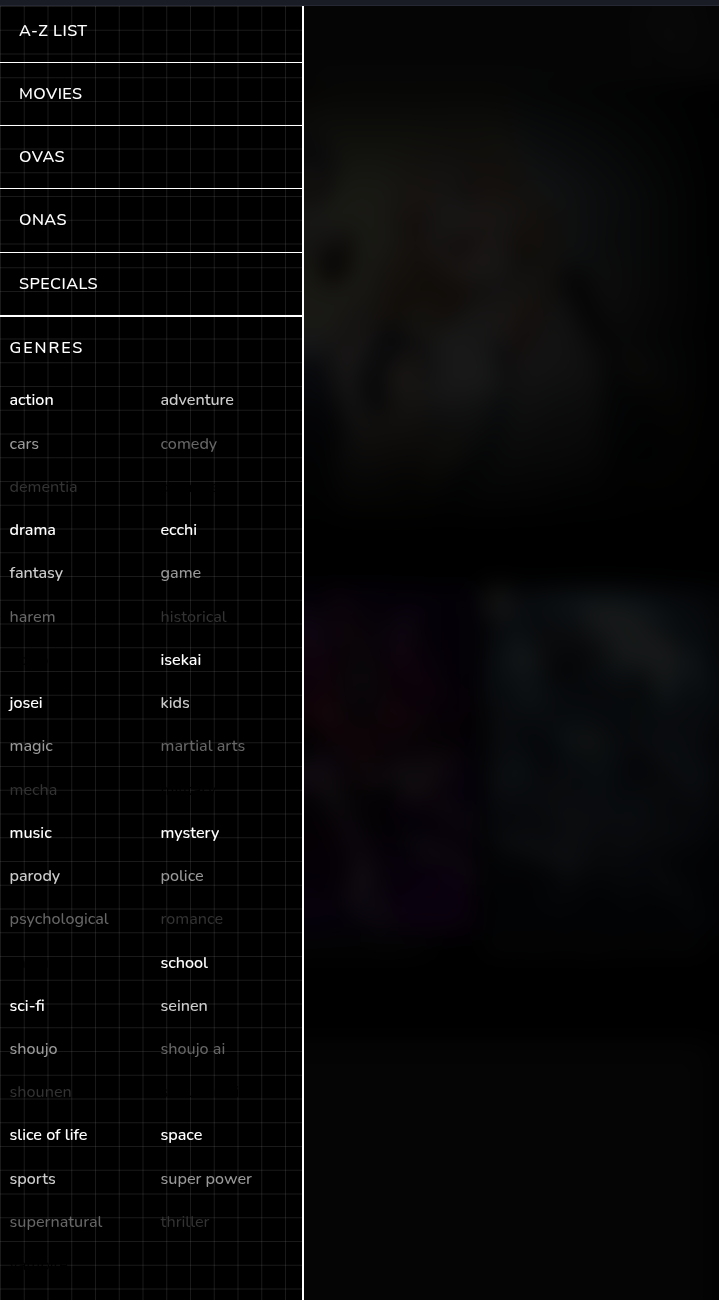 A-Z LIST
MOVIES
OVAS
ONAS
SPECIALS
GENRES
action adventure
cars comedy
dementia
drama ecchi
fantasy game
harem historical
isekai
josei kids
magic martial arts
mecha
music mystery
parody police
psychological romance
school
sci-fi seinen
shoujo shoujo ai
shounen
slice of life space
sports super power
supernatural thriller